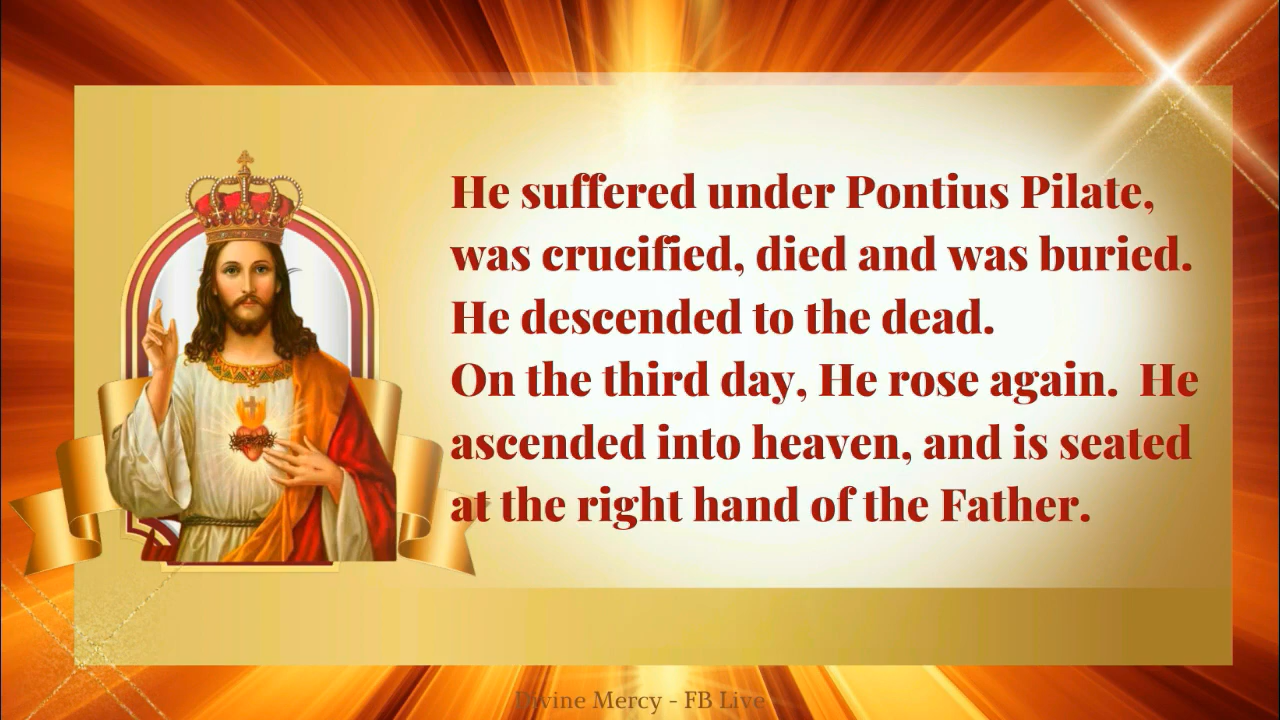 He suffered under Pontius Pilate,
was crucified, died and was buried.
He descended to the dead.
On the third day, He rose again.  He
ascended into heaven, and is seated
at the right hand of the Father.
Divine Mercy - FB Live